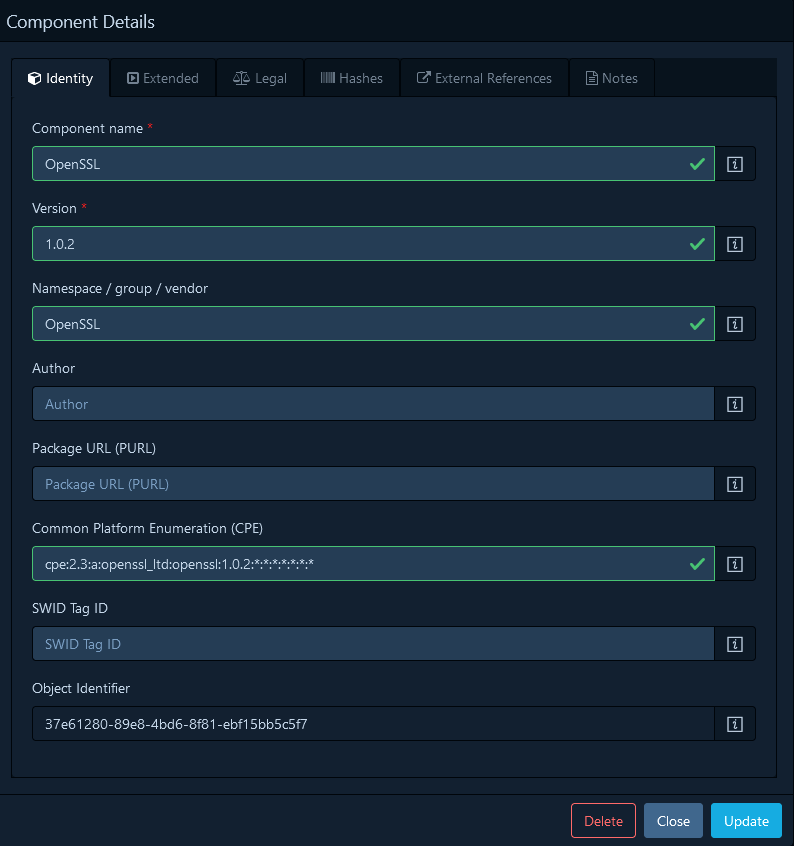 Component Details
Identity Extended Legal Hashes External References Notes
Component name *
OpenSSL
Version *
1.0.2
Namespace / group / vendor
OpenSSL
Author
Author
Package URL (PURL)
Package URL (PURL)
Common Platform Enumeration (CPE)
cpe:2.3:a:openssl_ltd:openssl:1.0.2:*:*:*:*:*:*:*
SWID Tag ID
SWID Tag ID
Object Identifier
37e61280-89e8-4bd6-8f81-ebf15bb5c5f7
Delete Close Update